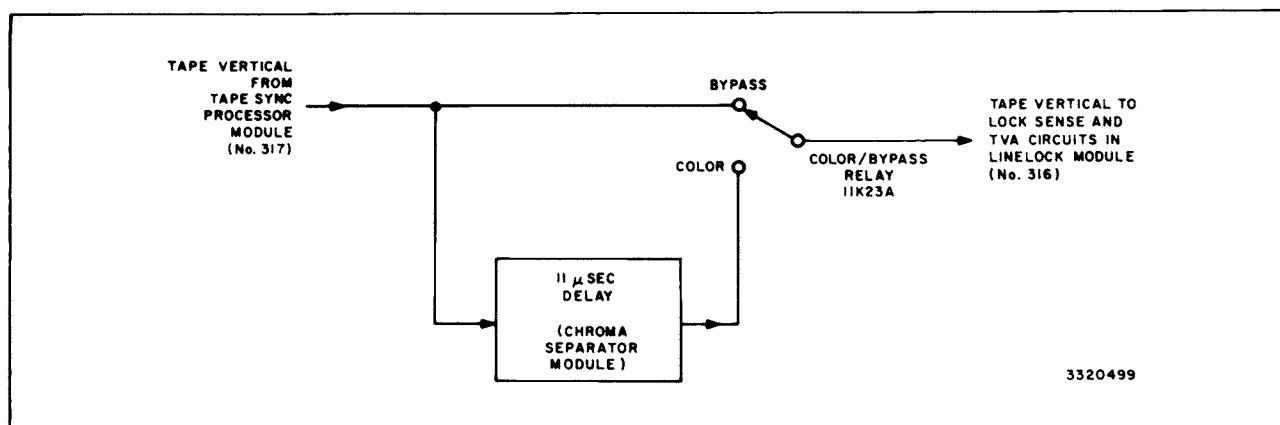 TAPE VERTICAL
FROM
TAPE SYNC
PROCESSOR
MODULE
(No. 317)
BYPASS
COLOR
COLOR/BYPASS
RELAY
11K23A
TAPE VERTICAL TO
LOCK SENSE AND
TVA CIRCUITS IN
LINELOCK MODULE
(No. 316)
11 μSEC
DELAY
(CHROMA
SEPARATOR
MODULE)
3320499